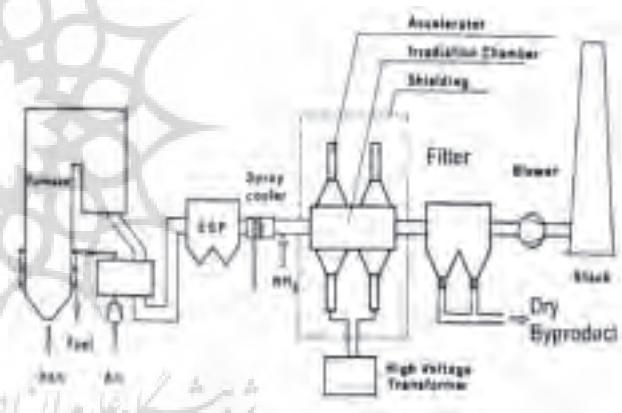 Accelerator
Irradiation Chamber
Shielding
Filter
Blower
Spray
cooler
Furnace
ESP
NH3
Stack
Dry
Byproduct
Fuel
Air
High Voltage
Transformer